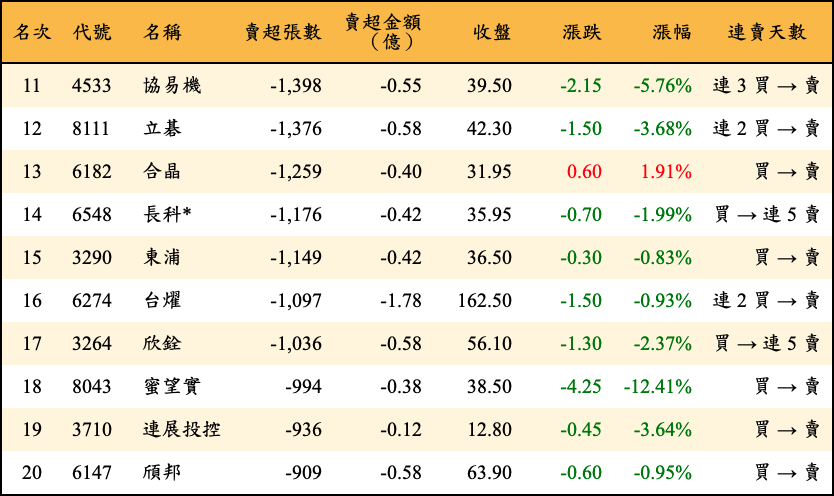 名次 代號 名稱 賣超張數 賣超金額（億） 收盤 漲跌 漲幅 連賣天數
11 4533 協易機 -1,398 -0.55 39.50 -2.15 -5.76% 連 3 買 → 賣
12 8111 立碁 -1,376 -0.58 42.30 -1.50 -3.68% 連 2 買 → 賣
13 6182 合晶 -1,259 -0.40 31.95 0.60 1.91% 買 → 賣
14 6548 長科* -1,176 -0.42 35.95 -0.70 -1.99% 買 → 連 5 賣
15 3290 東浦 -1,149 -0.42 36.50 -0.30 -0.83% 買 → 賣
16 6274 台燿 -1,097 -1.78 162.50 -1.50 -0.93% 連 2 買 → 賣
17 3264 欣銓 -1,036 -0.58 56.10 -1.30 -2.37% 買 → 連 5 賣
18 8043 蜜望實 -994 -0.38 38.50 -4.25 -12.41% 買 → 賣
19 3710 連展投控 -936 -0.12 12.80 -0.45 -3.64% 買 → 賣
20 6147 頎邦 -909 -0.58 63.90 -0.60 -0.95% 買 → 賣